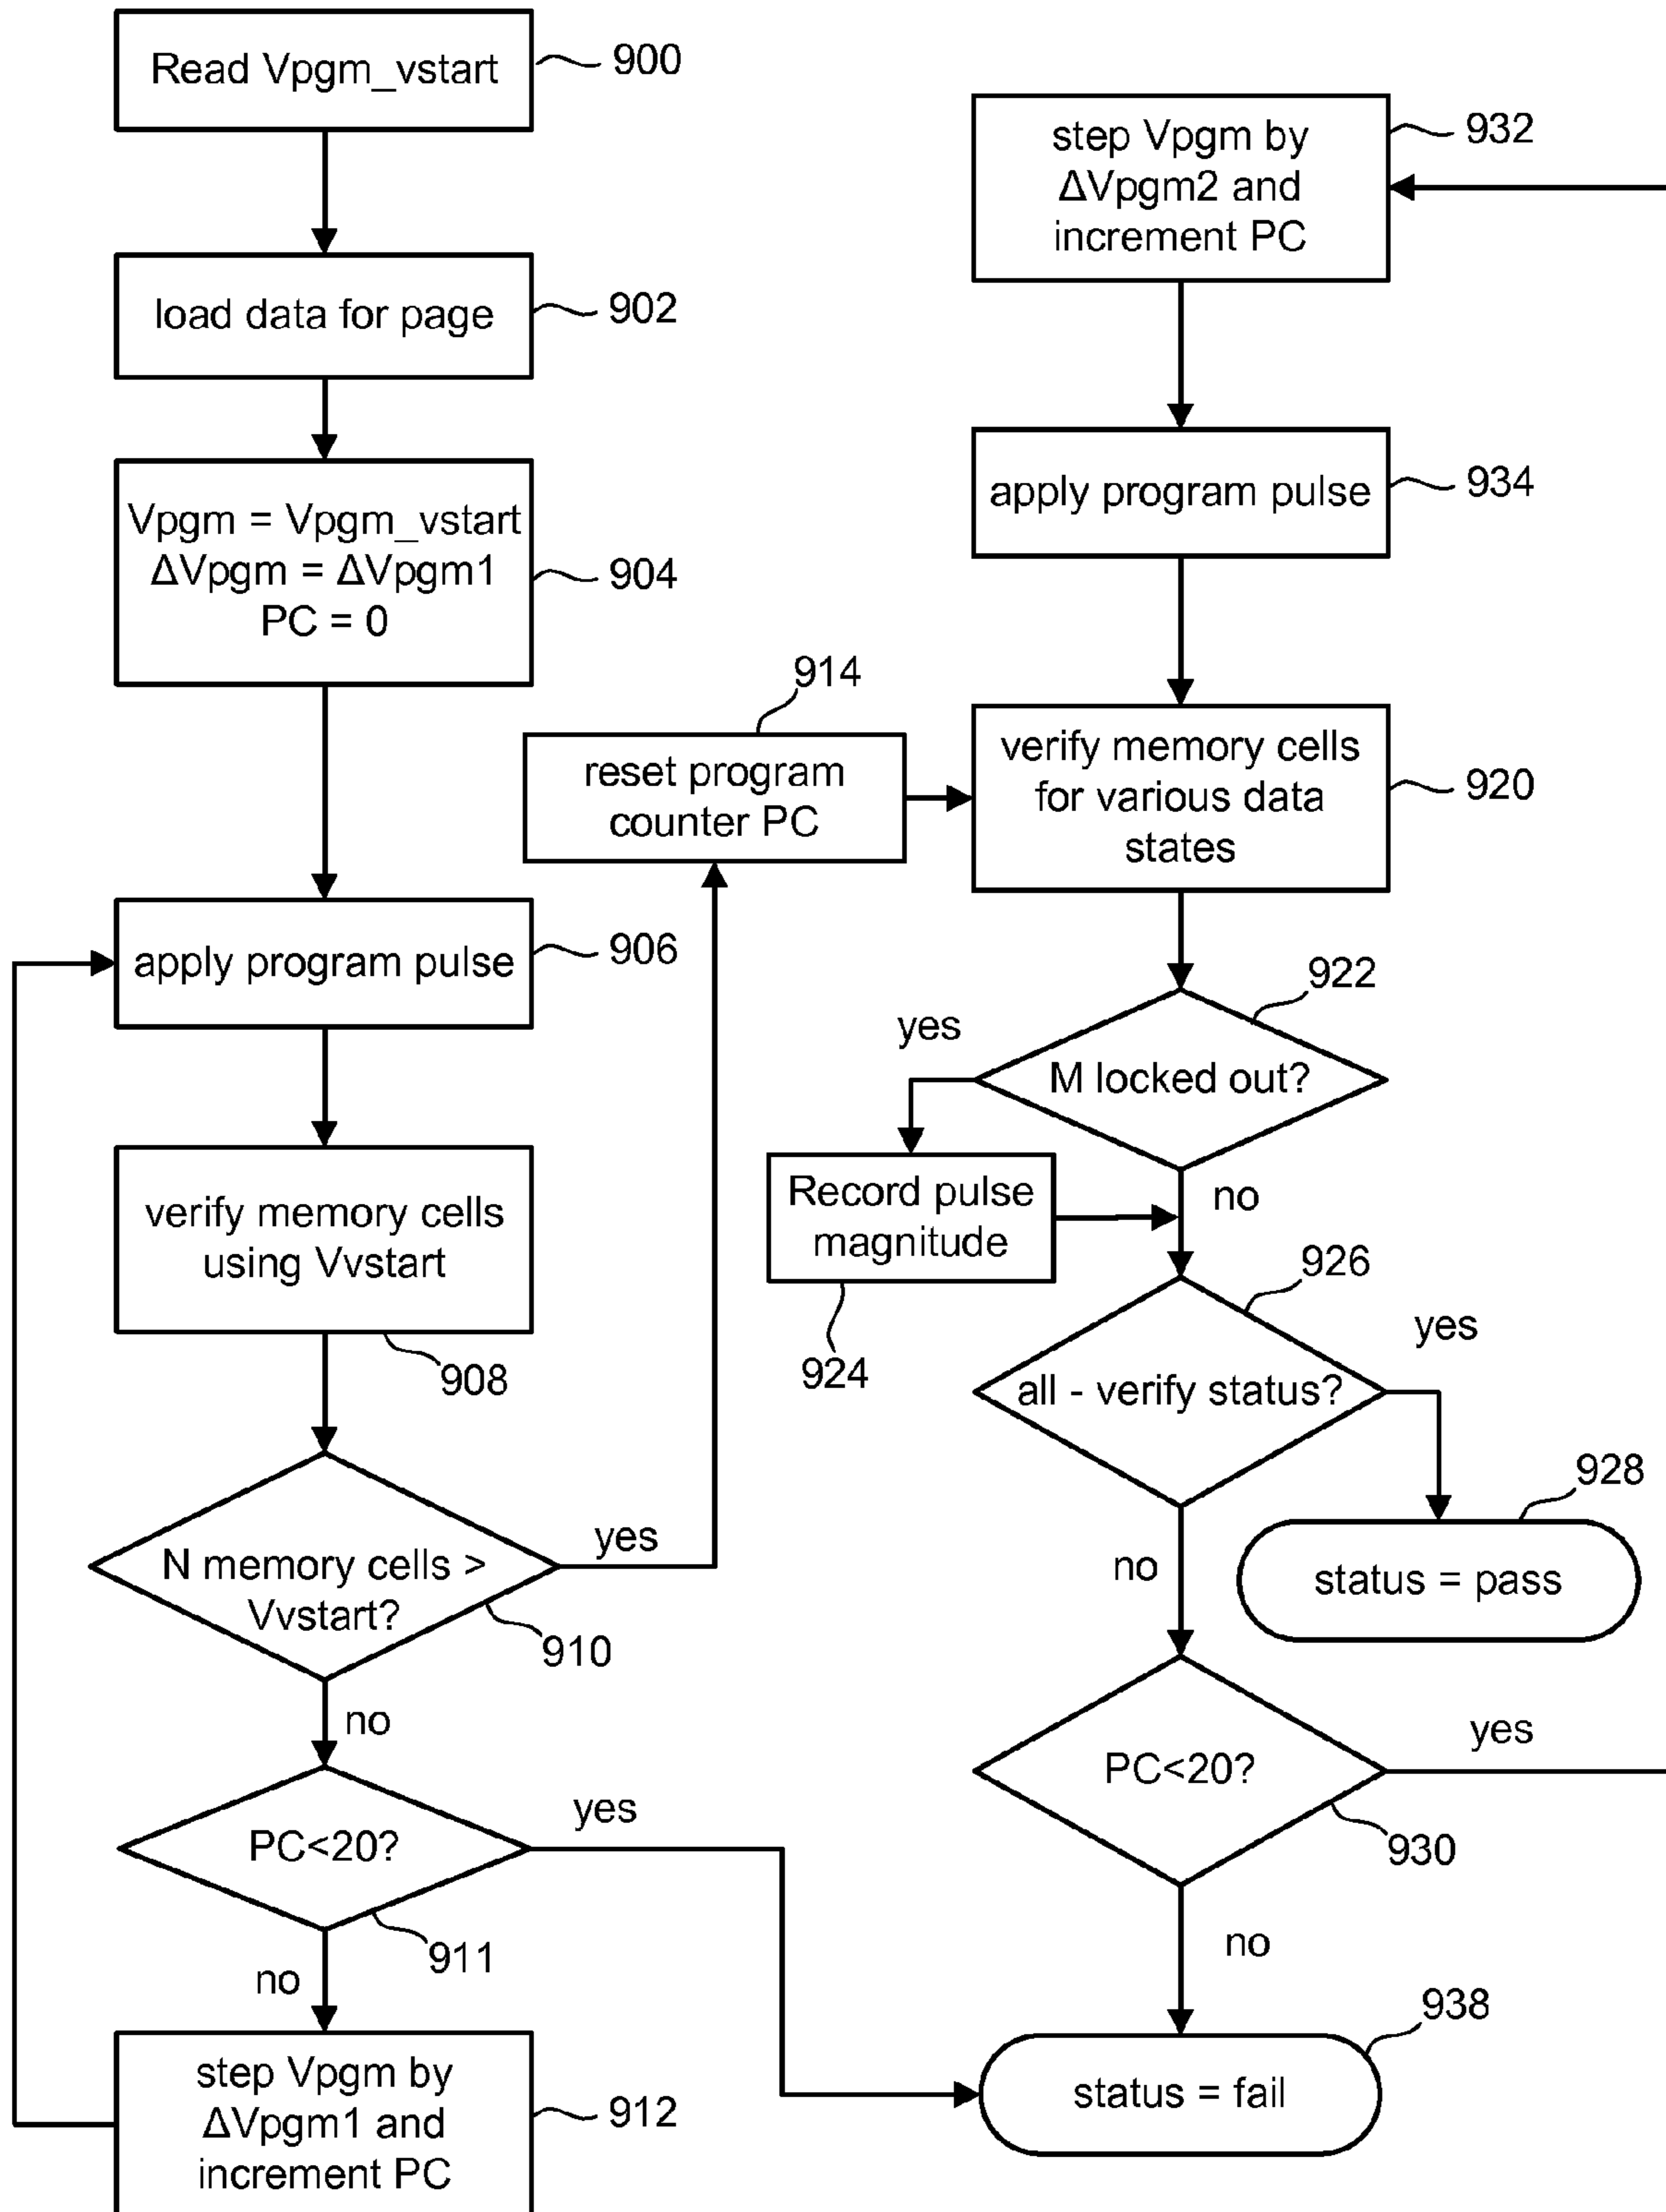 Read Vpgm_vstart
900
load data for page
902
Vpgm = Vpgm_vstart
ΔVpgm = ΔVpgm1
PC = 0
904
apply program pulse
906
verify memory cells
using Vvstart
908
N memory cells >
Vvstart?
910
yes
no
PC<20?
911
yes
no
step Vpgm by
ΔVpgm1 and
increment PC
912
914
reset program
counter PC
step Vpgm by
ΔVpgm2 and
increment PC
932
apply program pulse
934
verify memory cells
for various data
states
920
922
M locked out?
yes
no
Record pulse
magnitude
924
926
all - verify status?
yes
no
928
status = pass
PC<20?
930
yes
no
938
status = fail